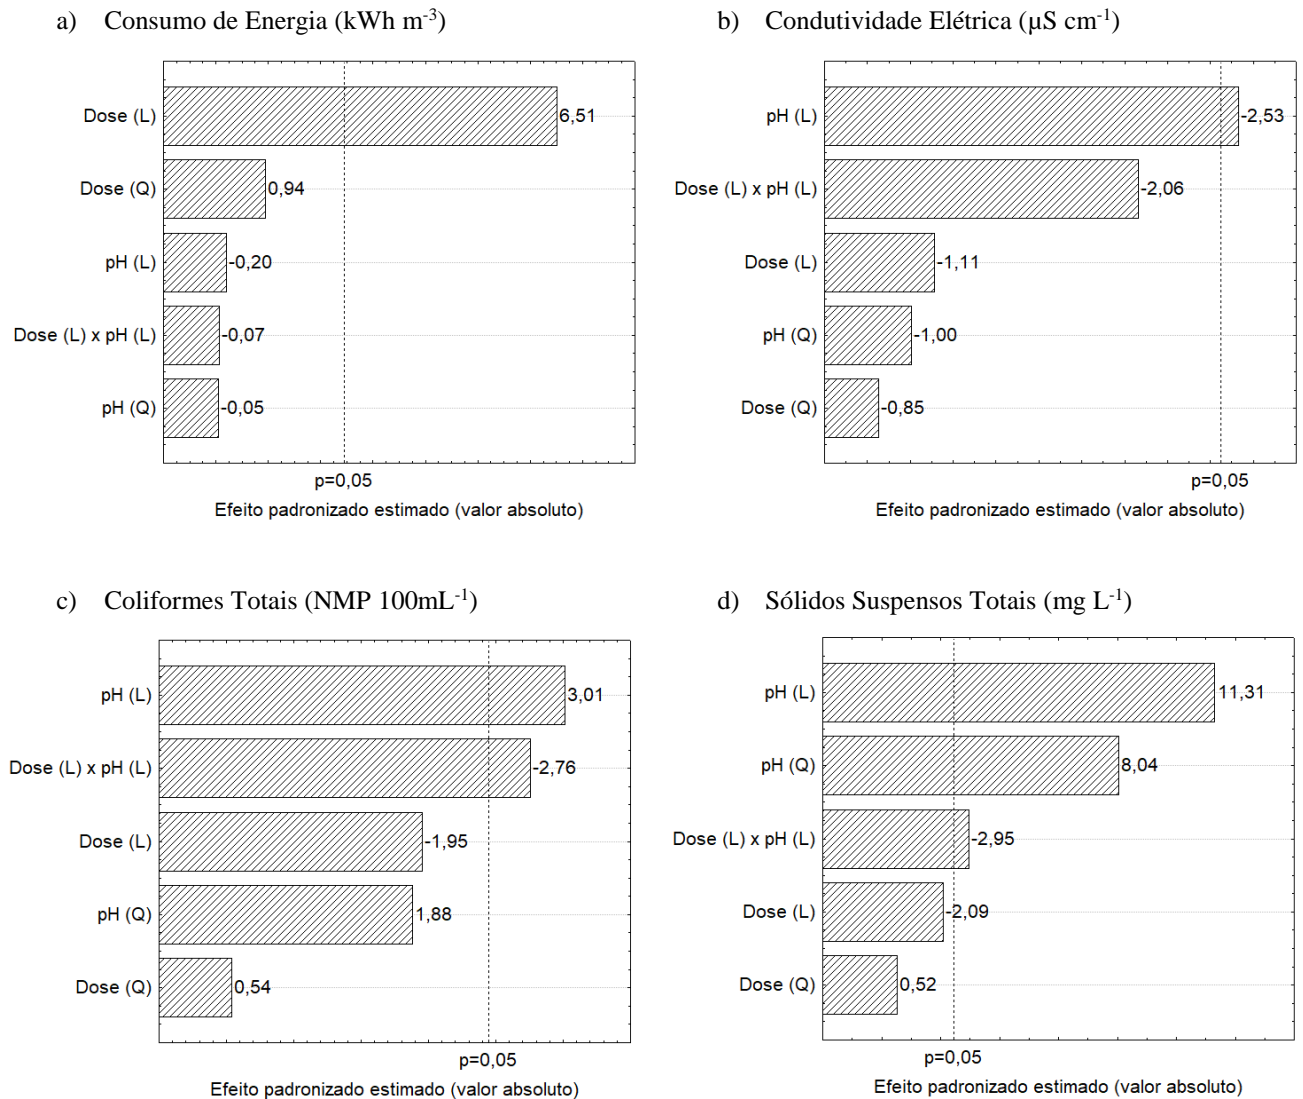 a) Consumo de Energia (kWh m-3)
Dose (L)
6,51
Dose (Q)
0,94
pH (L)
-0,20
Dose (L) x pH (L)
-0,07
pH (Q)
-0,05
p=0,05
Efeito padronizado estimado (valor absoluto)
b) Condutividade Elétrica (µS cm-1)
pH (L)
-2,53
Dose (L) x pH (L)
-2,06
Dose (L)
-1,11
pH (Q)
-1,00
Dose (Q)
-0,85
p=0,05
Efeito padronizado estimado (valor absoluto)
c) Coliformes Totais (NMP 100mL-1)
pH (L)
3,01
Dose (L) x pH (L)
-2,76
Dose (L)
-1,95
pH (Q)
1,88
Dose (Q)
0,54
p=0,05
Efeito padronizado estimado (valor absoluto)
d) Sólidos Suspensos Totais (mg L-1)
pH (L)
11,31
pH (Q)
8,04
Dose (L) x pH (L)
-2,95
Dose (L)
-2,09
Dose (Q)
0,52
p=0,05
Efeito padronizado estimado (valor absoluto)